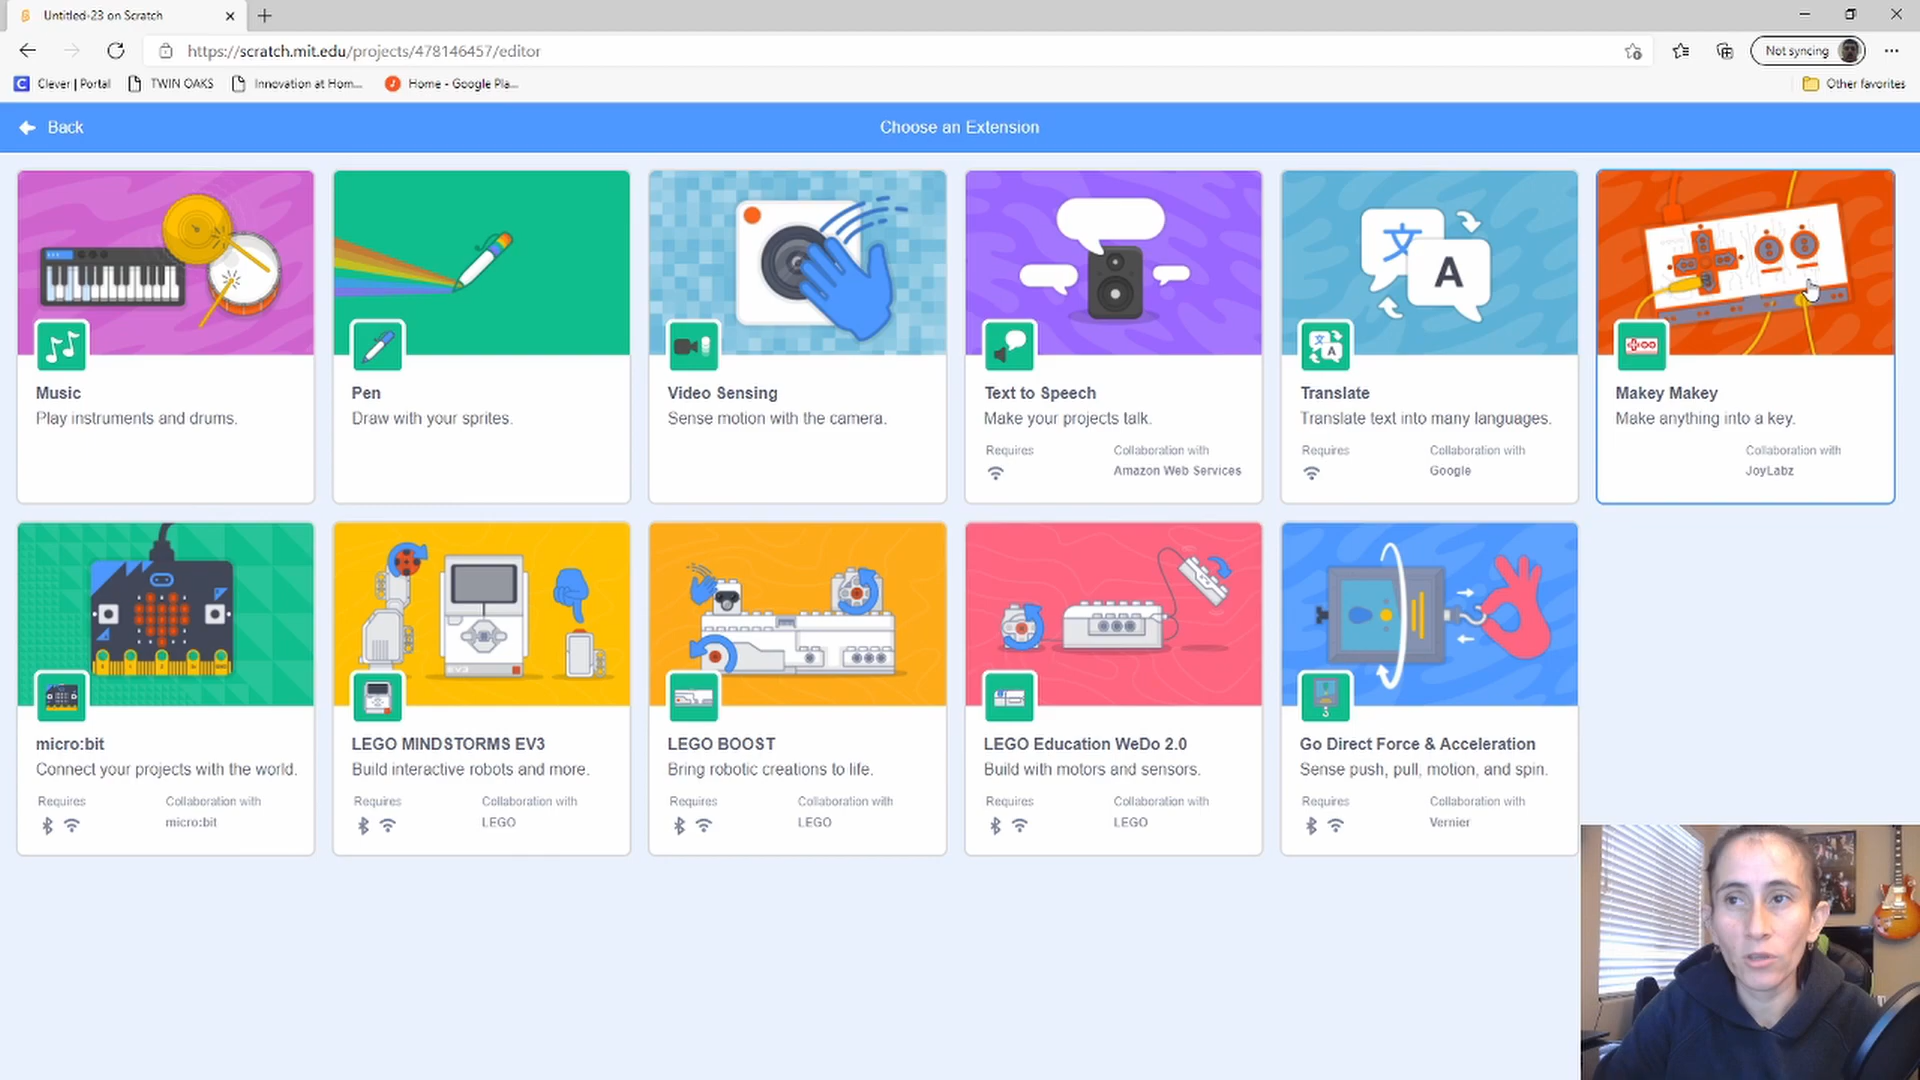 Untitled-23 on Scratch
https://scratch.mit.edu/projects/478146457/editor
Not syncing
Clever | Portal
TWIN OAKS
Innovation at Hom...
Home - Google Pla...
Other favorites
Back
Choose an Extension
Music
Play instruments and drums.
Pen
Draw with your sprites.
Video Sensing
Sense motion with the camera.
Text to Speech
Make your projects talk.
Requires
Collaboration with
Amazon Web Services
Translate
Translate text into many languages.
Requires
Collaboration with
Google
Makey Makey
Make anything into a key.
Collaboration with
JoyLabz
micro:bit
Connect your projects with the world.
Requires
Collaboration with
micro:bit
EV3
LEGO MINDSTORMS EV3
Build interactive robots and more.
Requires
Collaboration with
LEGO
LEGO BOOST
Bring robotic creations to life.
Requires
Collaboration with
LEGO
LEGO Education WeDo 2.0
Build with motors and sensors.
Requires
Collaboration with
LEGO
Go Direct Force & Acceleration
Sense push, pull, motion, and spin.
Requires
Collaboration with
Vernier